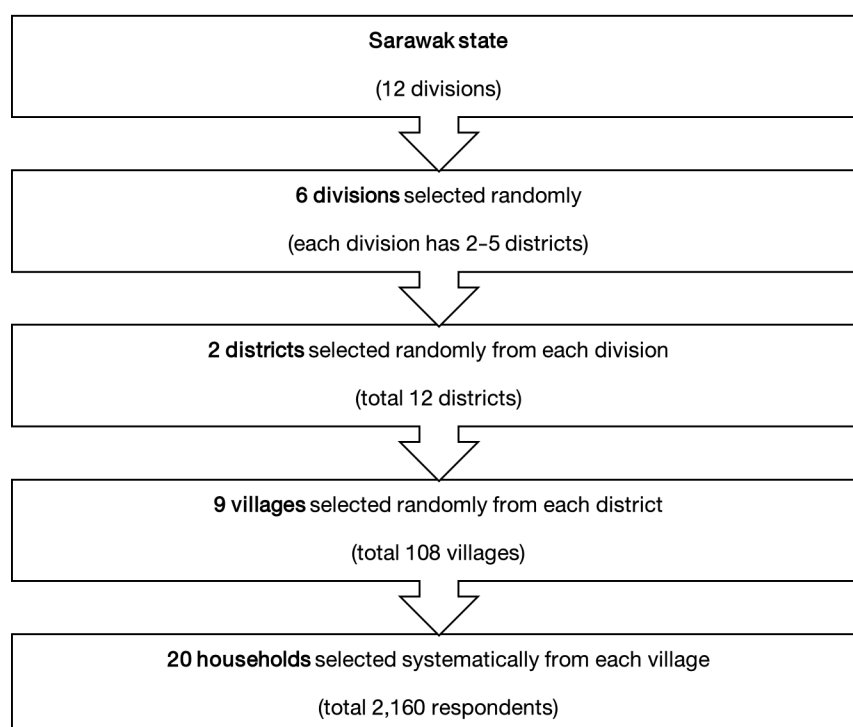 Sarawak state
(12 divisions)
6 divisions selected randomly
(each division has 2–5 districts)
2 districts selected randomly from each division
(total 12 districts)
9 villages selected randomly from each district
(total 108 villages)
20 households selected systematically from each village
(total 2,160 respondents)